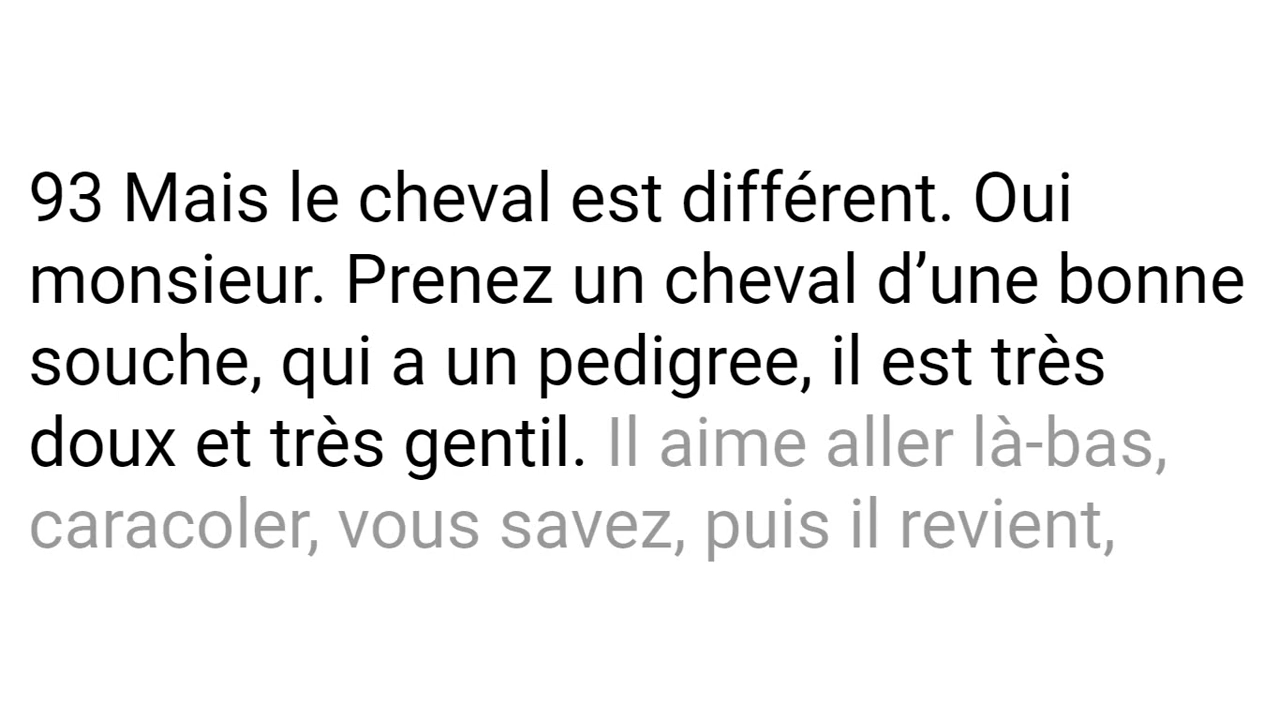 93 Mais le cheval est différent. Oui
monsieur. Prenez un cheval d’une bonne
souche, qui a un pedigree, il est très
doux et très gentil. Il aime aller là-bas,
caracoler, vous savez, puis il revient,